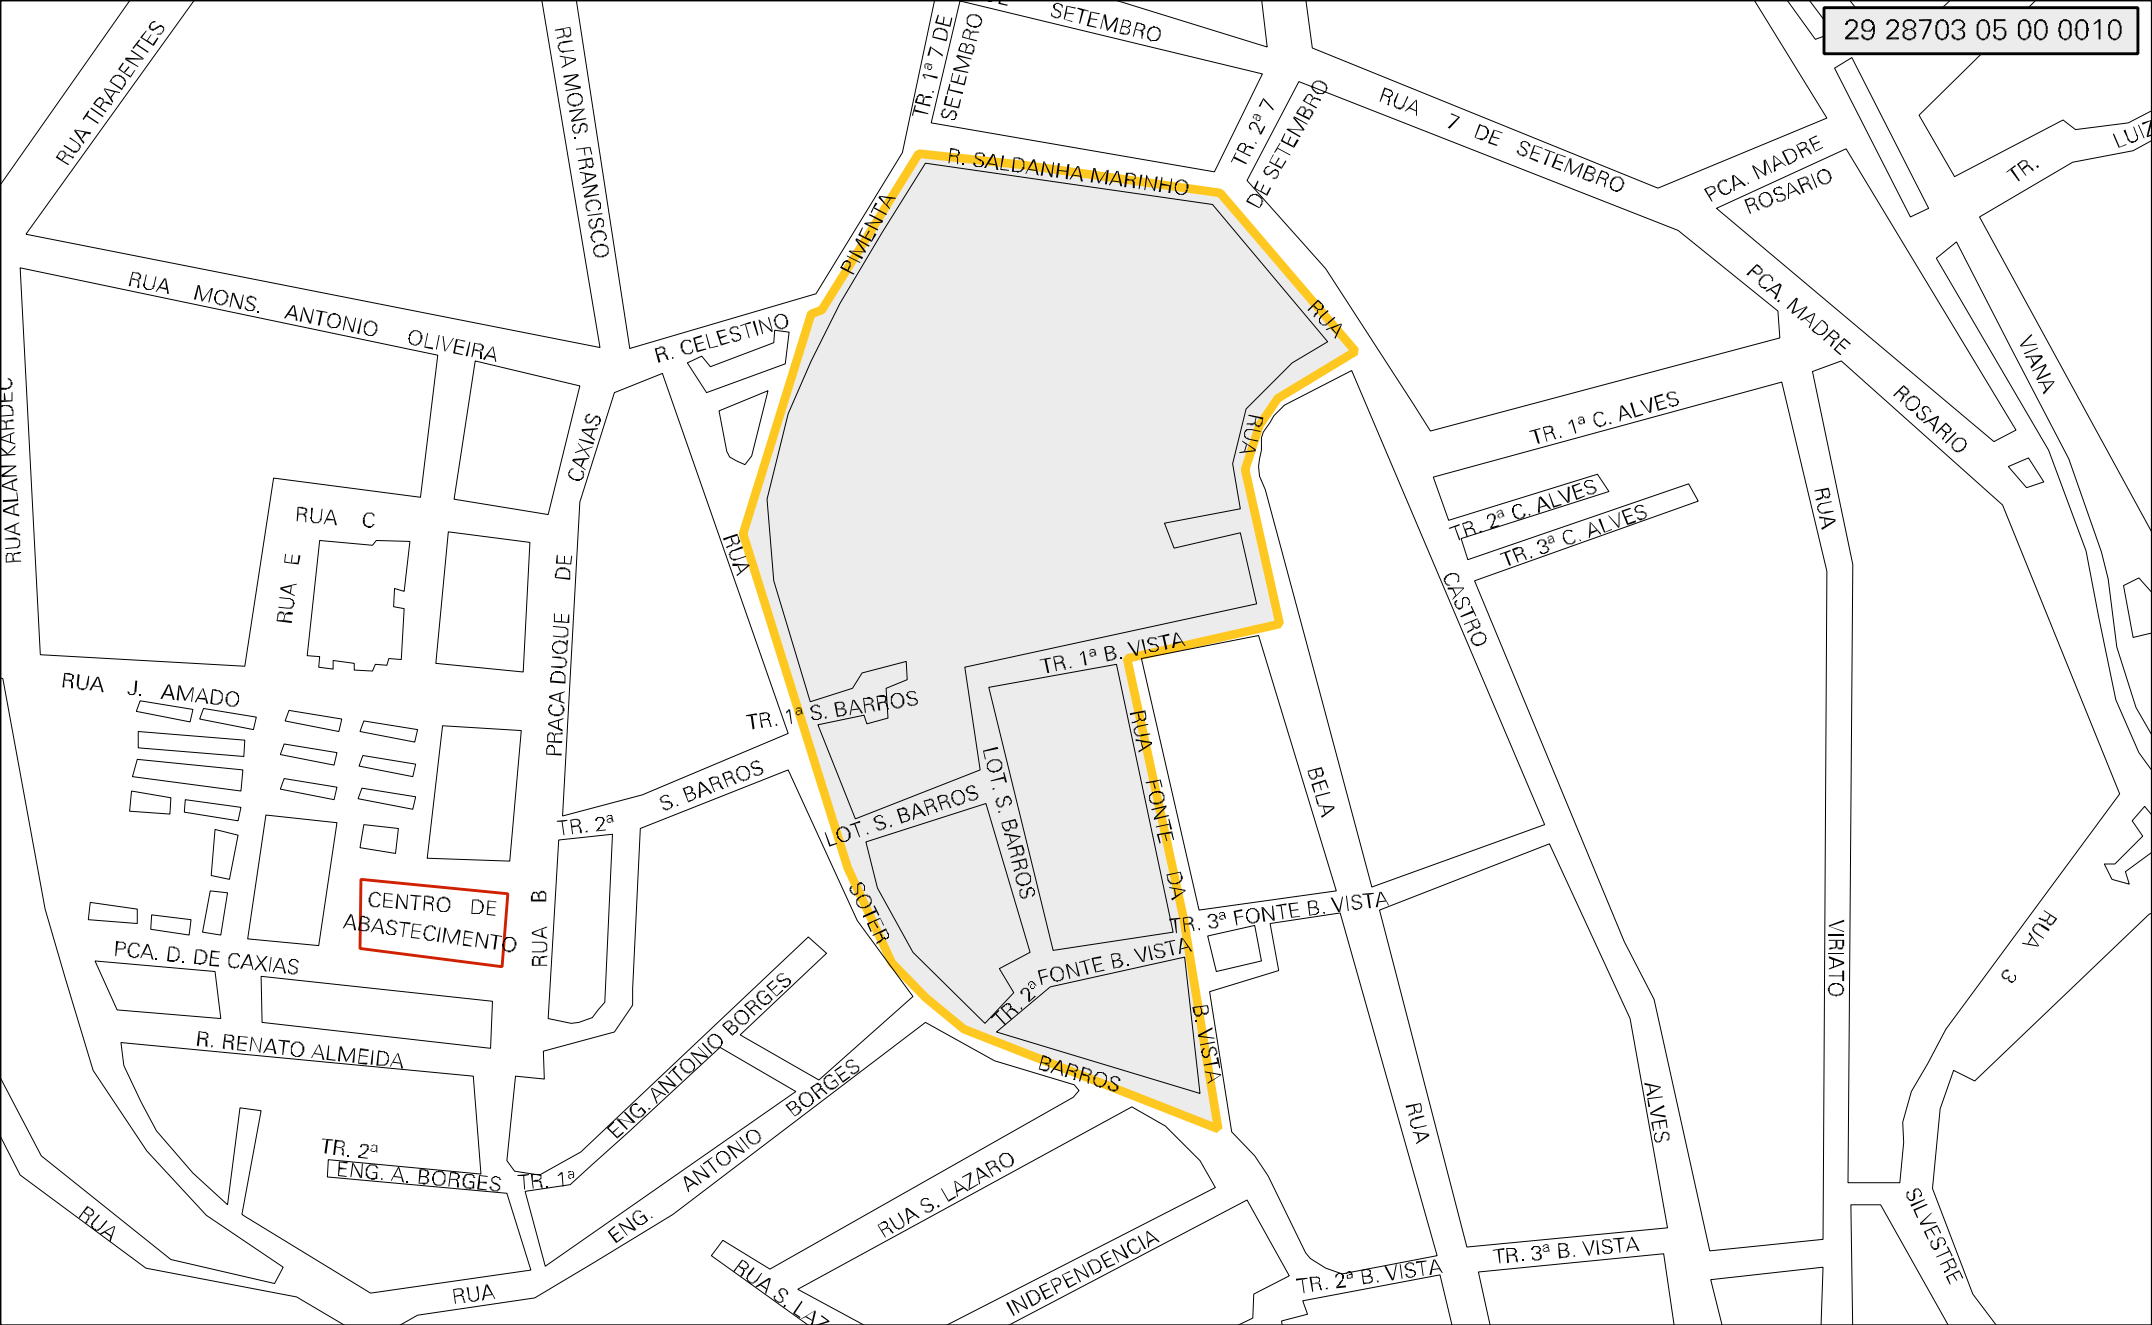 29 28703 05 00 0010
SETEMBRO
TR. 1ª 7 DE
SETEMBRO
RUA TIRADENTES
RUA MONS. FRANCISCO
TR. 2ª 7
DE SETEMBRO
RUA 7 DE SETEMBRO
PCA. MADRE
ROSARIO
TR.
LUIZ
R. SALDANHA MARINHO
PIMENTA
RUA MONS. ANTONIO OLIVEIRA
R. CELESTINO
RUA
PCA. MADRE
ROSARIO
VIANA
RUA ALAN KARDEC
CAXIAS
RUA
TR. 1ª C. ALVES
TR. 2ª C. ALVES
TR. 3ª C. ALVES
RUA
RUA C
RUA E
RUA
PRACA DUQUE DE
CASTRO
TR. 1ª B. VISTA
RUA J. AMADO
TR. 1ª S. BARROS
RUA FONTE DA
B. VISTA
LOT. S. BARROS
LOT. S. BARROS
S. BARROS
TR. 2ª
BELA
CENTRO DE
ABASTECIMENTO
RUA B
SOTER
TR. 3ª FONTE B. VISTA
TR. 2ª FONTE B. VISTA
VIRIATO
RUA 3
PCA. D. DE CAXIAS
R. RENATO ALMEIDA
ENG. ANTONIO BORGES
BARROS
ENG. ANTONIO BORGES
RUA
ALVES
TR. 2ª
ENG. A. BORGES
TR. 1ª
RUA S. LAZARO
RUA
RUA
RUA S. LAZ
INDEPENDENCIA
TR. 2ª B. VISTA
TR. 3ª B. VISTA
SILVESTRE